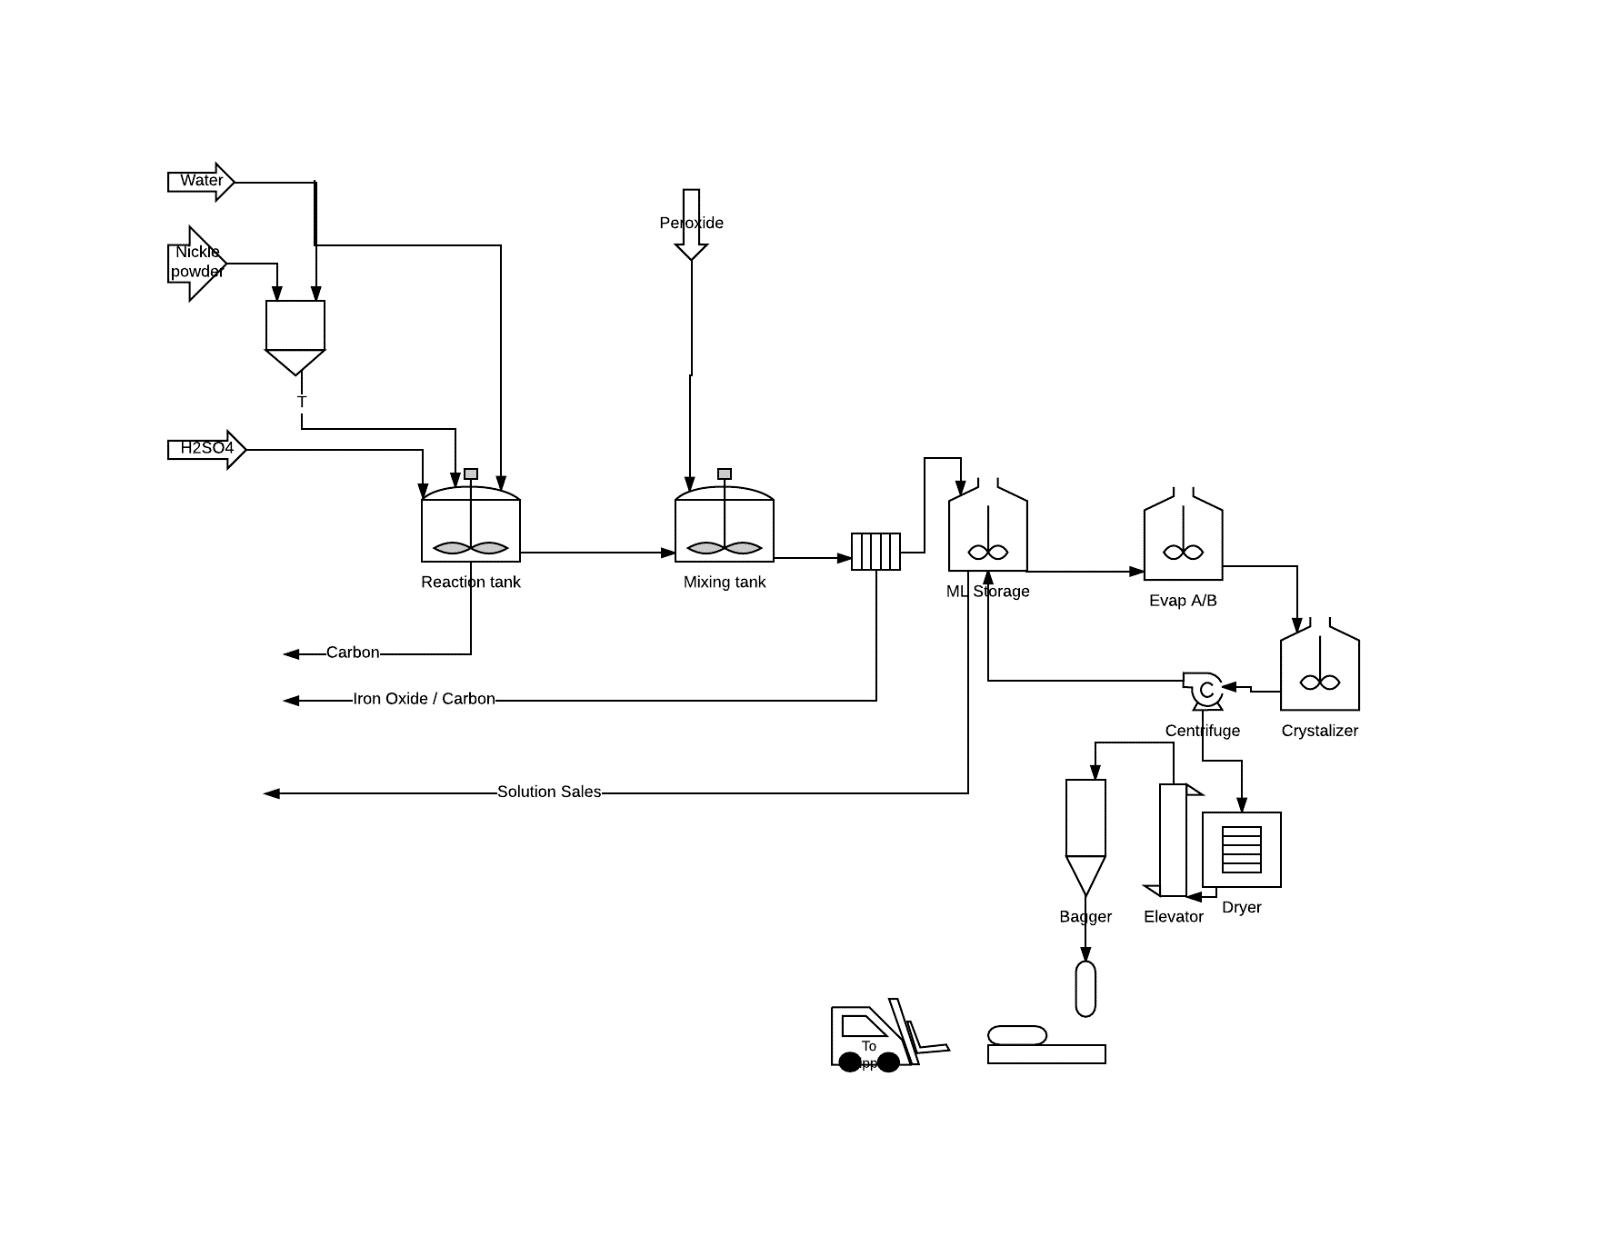 Water
Peroxide
Nickle
powder
T
H2SO4
Reaction tank
Mixing tank
ML Storage
Evap A/B
Carbon
Iron Oxide / Carbon
C
Centrifuge
Crystalizer
Solution Sales
Bagger
Elevator
Dryer
To